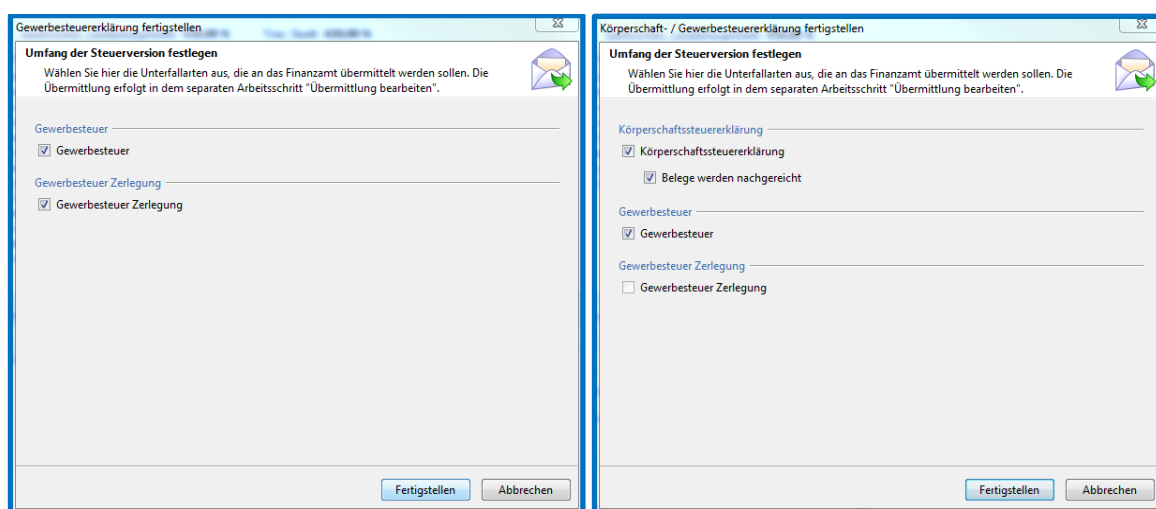 Gewerbesteuererklärung fertigstellen
Umfang der Steuerversion festlegen
Wählen Sie hier die Unterfallarten aus, die an das Finanzamt übermittelt werden sollen. Die
Übermittlung erfolgt in dem separaten Arbeitsschritt "Übermittlung bearbeiten".
Gewerbesteuer
Gewerbesteuer
Gewerbesteuer Zerlegung
Gewerbesteuer Zerlegung
Fertigstellen
Abbrechen
Körperschaft- / Gewerbesteuererklärung fertigstellen
Umfang der Steuerversion festlegen
Wählen Sie hier die Unterfallarten aus, die an das Finanzamt übermittelt werden sollen. Die
Übermittlung erfolgt in dem separaten Arbeitsschritt "Übermittlung bearbeiten".
Körperschaftssteuererklärung
Körperschaftssteuererklärung
Belege werden nachgereicht
Gewerbesteuer
Gewerbesteuer
Gewerbesteuer Zerlegung
Gewerbesteuer Zerlegung
Fertigstellen
Abbrechen